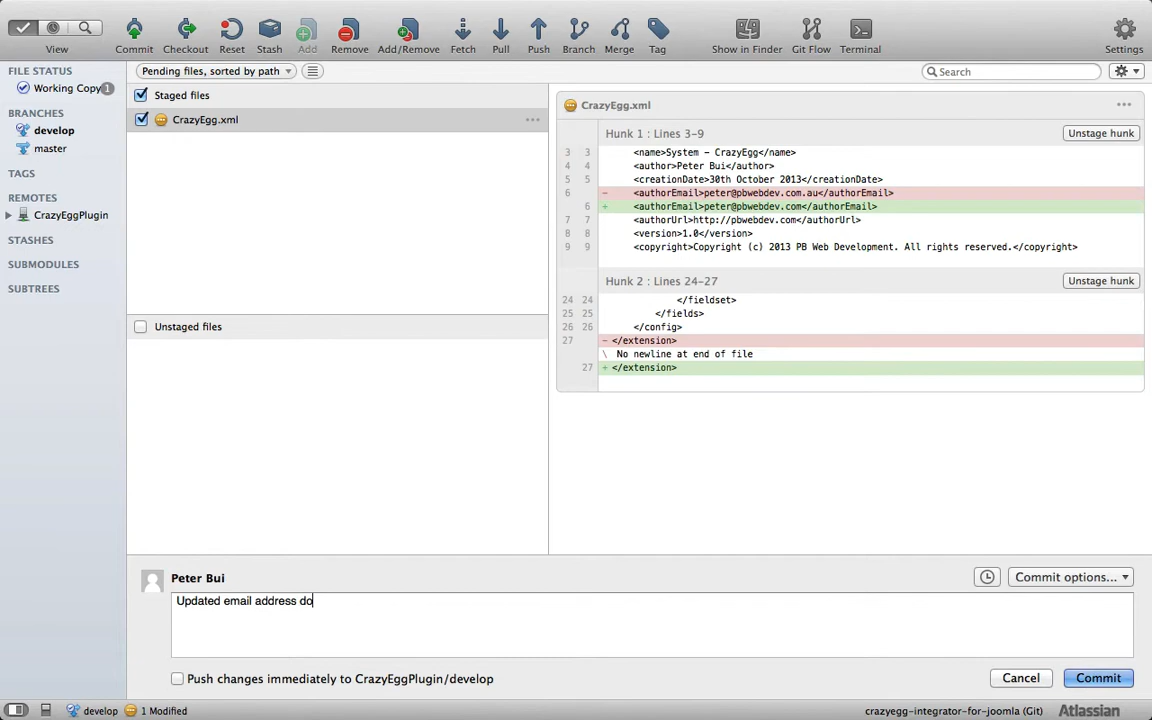 View
Commit
Checkout
Reset
Stash
Add
Remove
Add/Remove
Fetch
Pull
Push
Branch
Merge
Tag
Show in Finder
Git Flow
Terminal
Settings
FILE STATUS
Working Copy 1
BRANCHES
develop
master
TAGS
REMOTES
CrazyEggPlugin
STASHES
SUBMODULES
SUBTREES
Pending files, sorted by path
Search
Staged files
CrazyEgg.xml
Unstaged files
CrazyEgg.xml
Hunk 1 : Lines 3-9
Unstage hunk
3 3 <name>System - CrazyEgg</name>
4 4 <author>Peter Bui</author>
5 5 <creationDate>30th October 2013</creationDate>
6 - <authorEmail>peter@pbwebdev.com.au</authorEmail>
6 + <authorEmail>peter@pbwebdev.com</authorEmail>
7 7 <authorUrl>http://pbwebdev.com</authorUrl>
8 8 <version>1.0</version>
9 9 <copyright>Copyright (c) 2013 PB Web Development. All rights reserved.</copyright>
Hunk 2 : Lines 24-27
Unstage hunk
24 24 </fieldset>
25 25 </fields>
26 26 </config>
27 - </extension>
\ No newline at end of file
27 + </extension>
Peter Bui
Commit options...
Updated email address do
Push changes immediately to CrazyEggPlugin/develop
Cancel
Commit
develop
1 Modified
crazyegg-integrator-for-joomla (Git)
Atlassian